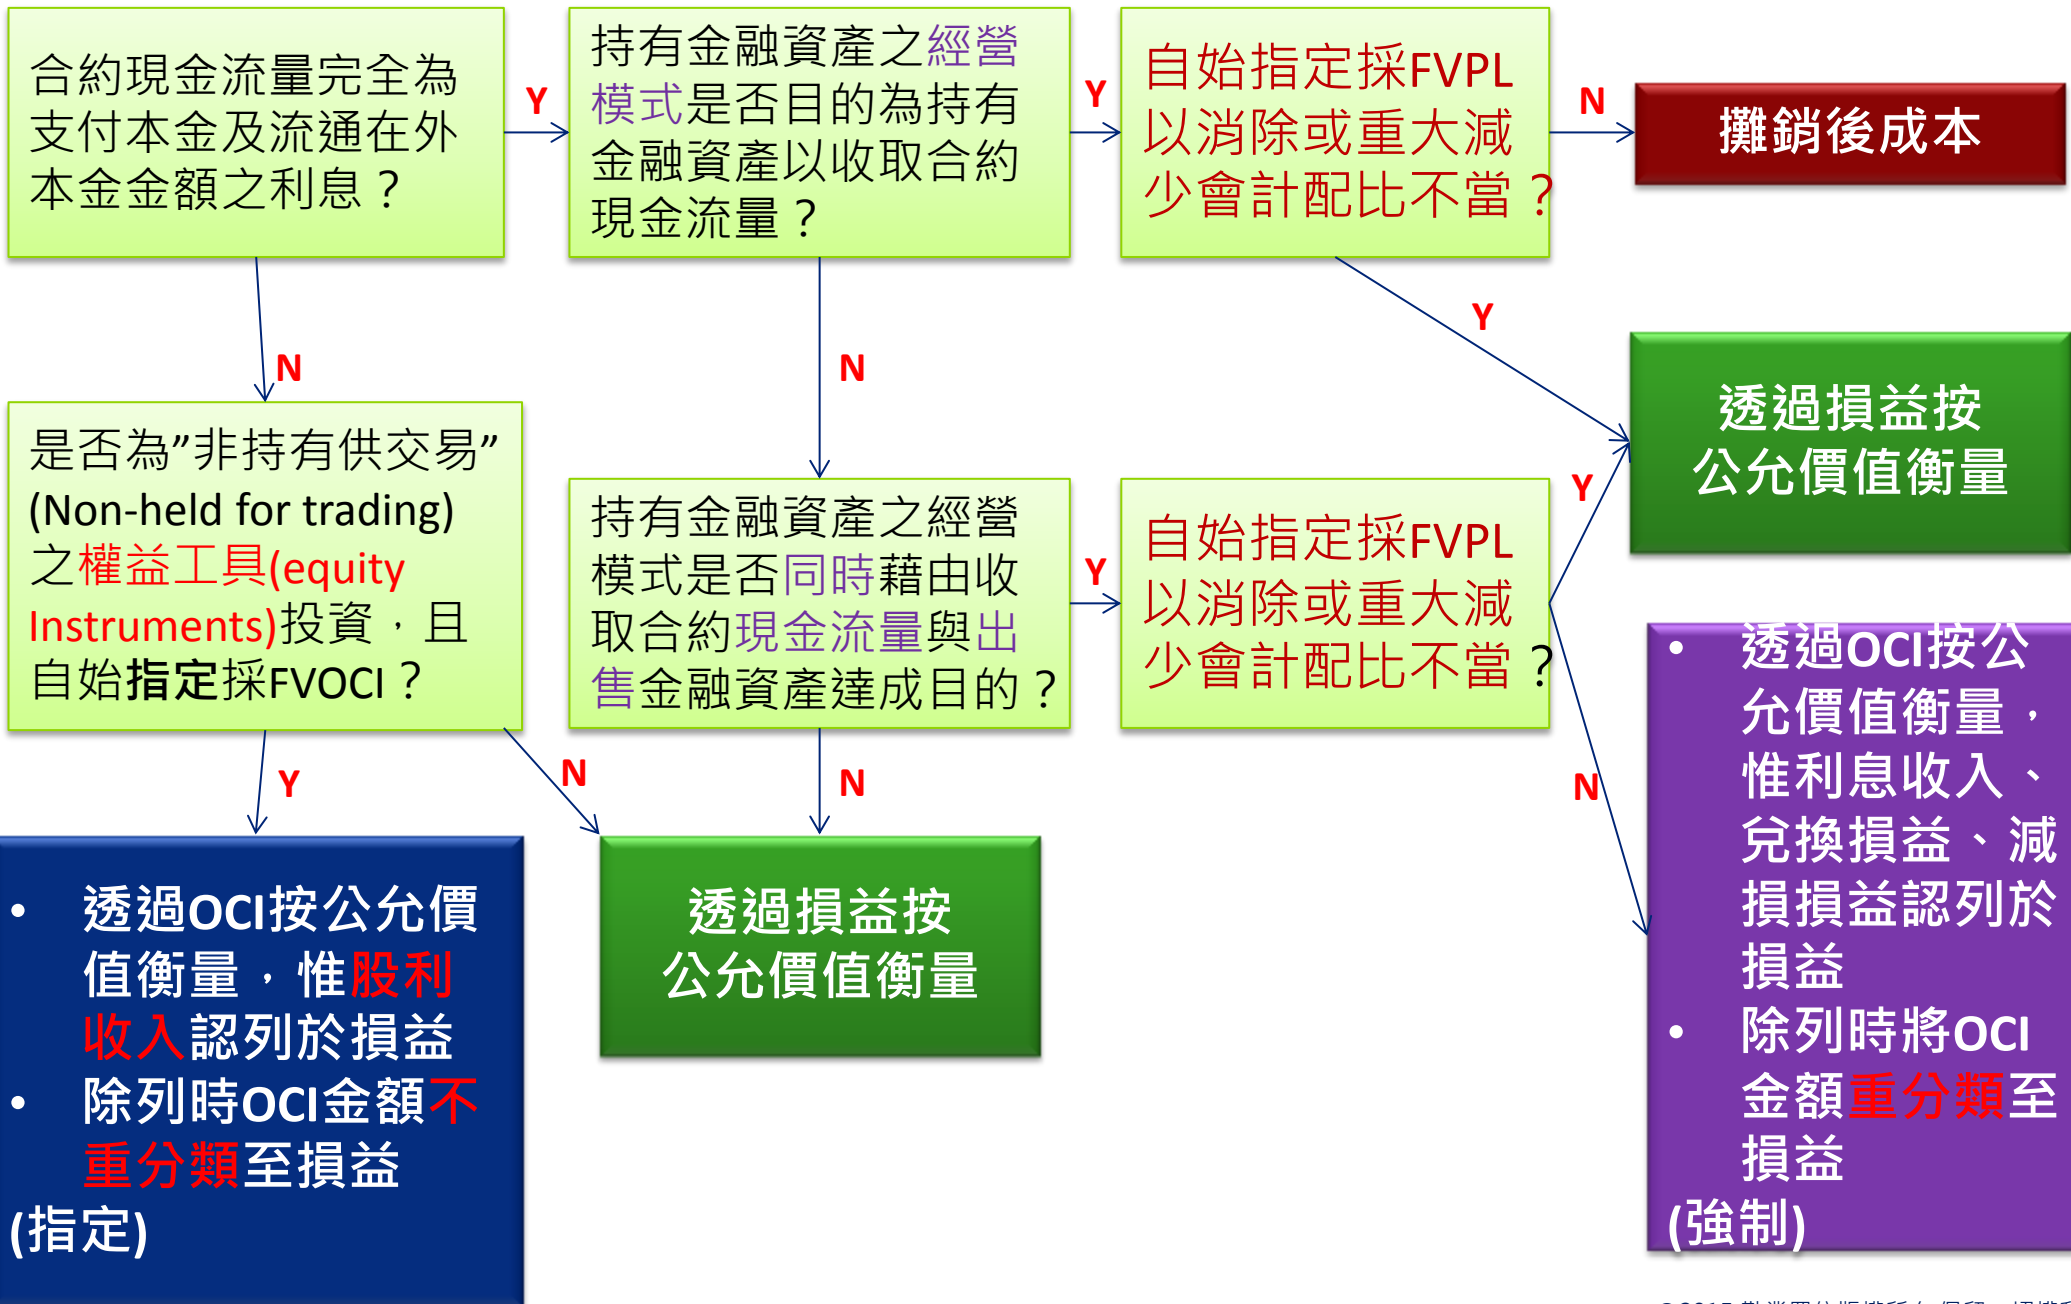 合約現金流量完全為
支付本金及流通在外
本金金額之利息？
Y
持有金融資產之經營
模式是否目的為持有
金融資產以收取合約
現金流量？
Y
自始指定採FVPL
以消除或重大減
少會計配比不當？
N
攤銷後成本
N
N
Y
透過損益按
公允價值衡量
是否為”非持有供交易”
(Non-held for trading)
之權益工具(equity
Instruments)投資，且
自始指定採FVOCI？
持有金融資產之經營
模式是否同時藉由收
取合約現金流量與出
售金融資產達成目的？
Y
自始指定採FVPL
以消除或重大減
少會計配比不當？
Y
N
Y
N
N
• 透過OCI按公允價
值衡量，惟股利
收入認列於損益
• 除列時OCI金額不
重分類至損益
(指定)
透過損益按
公允價值衡量
• 透過OCI按公
允價值衡量，
惟利息收入、
兌換損益、減
損損益認列於
損益
• 除列時將OCI
金額重分類至
損益
(強制)